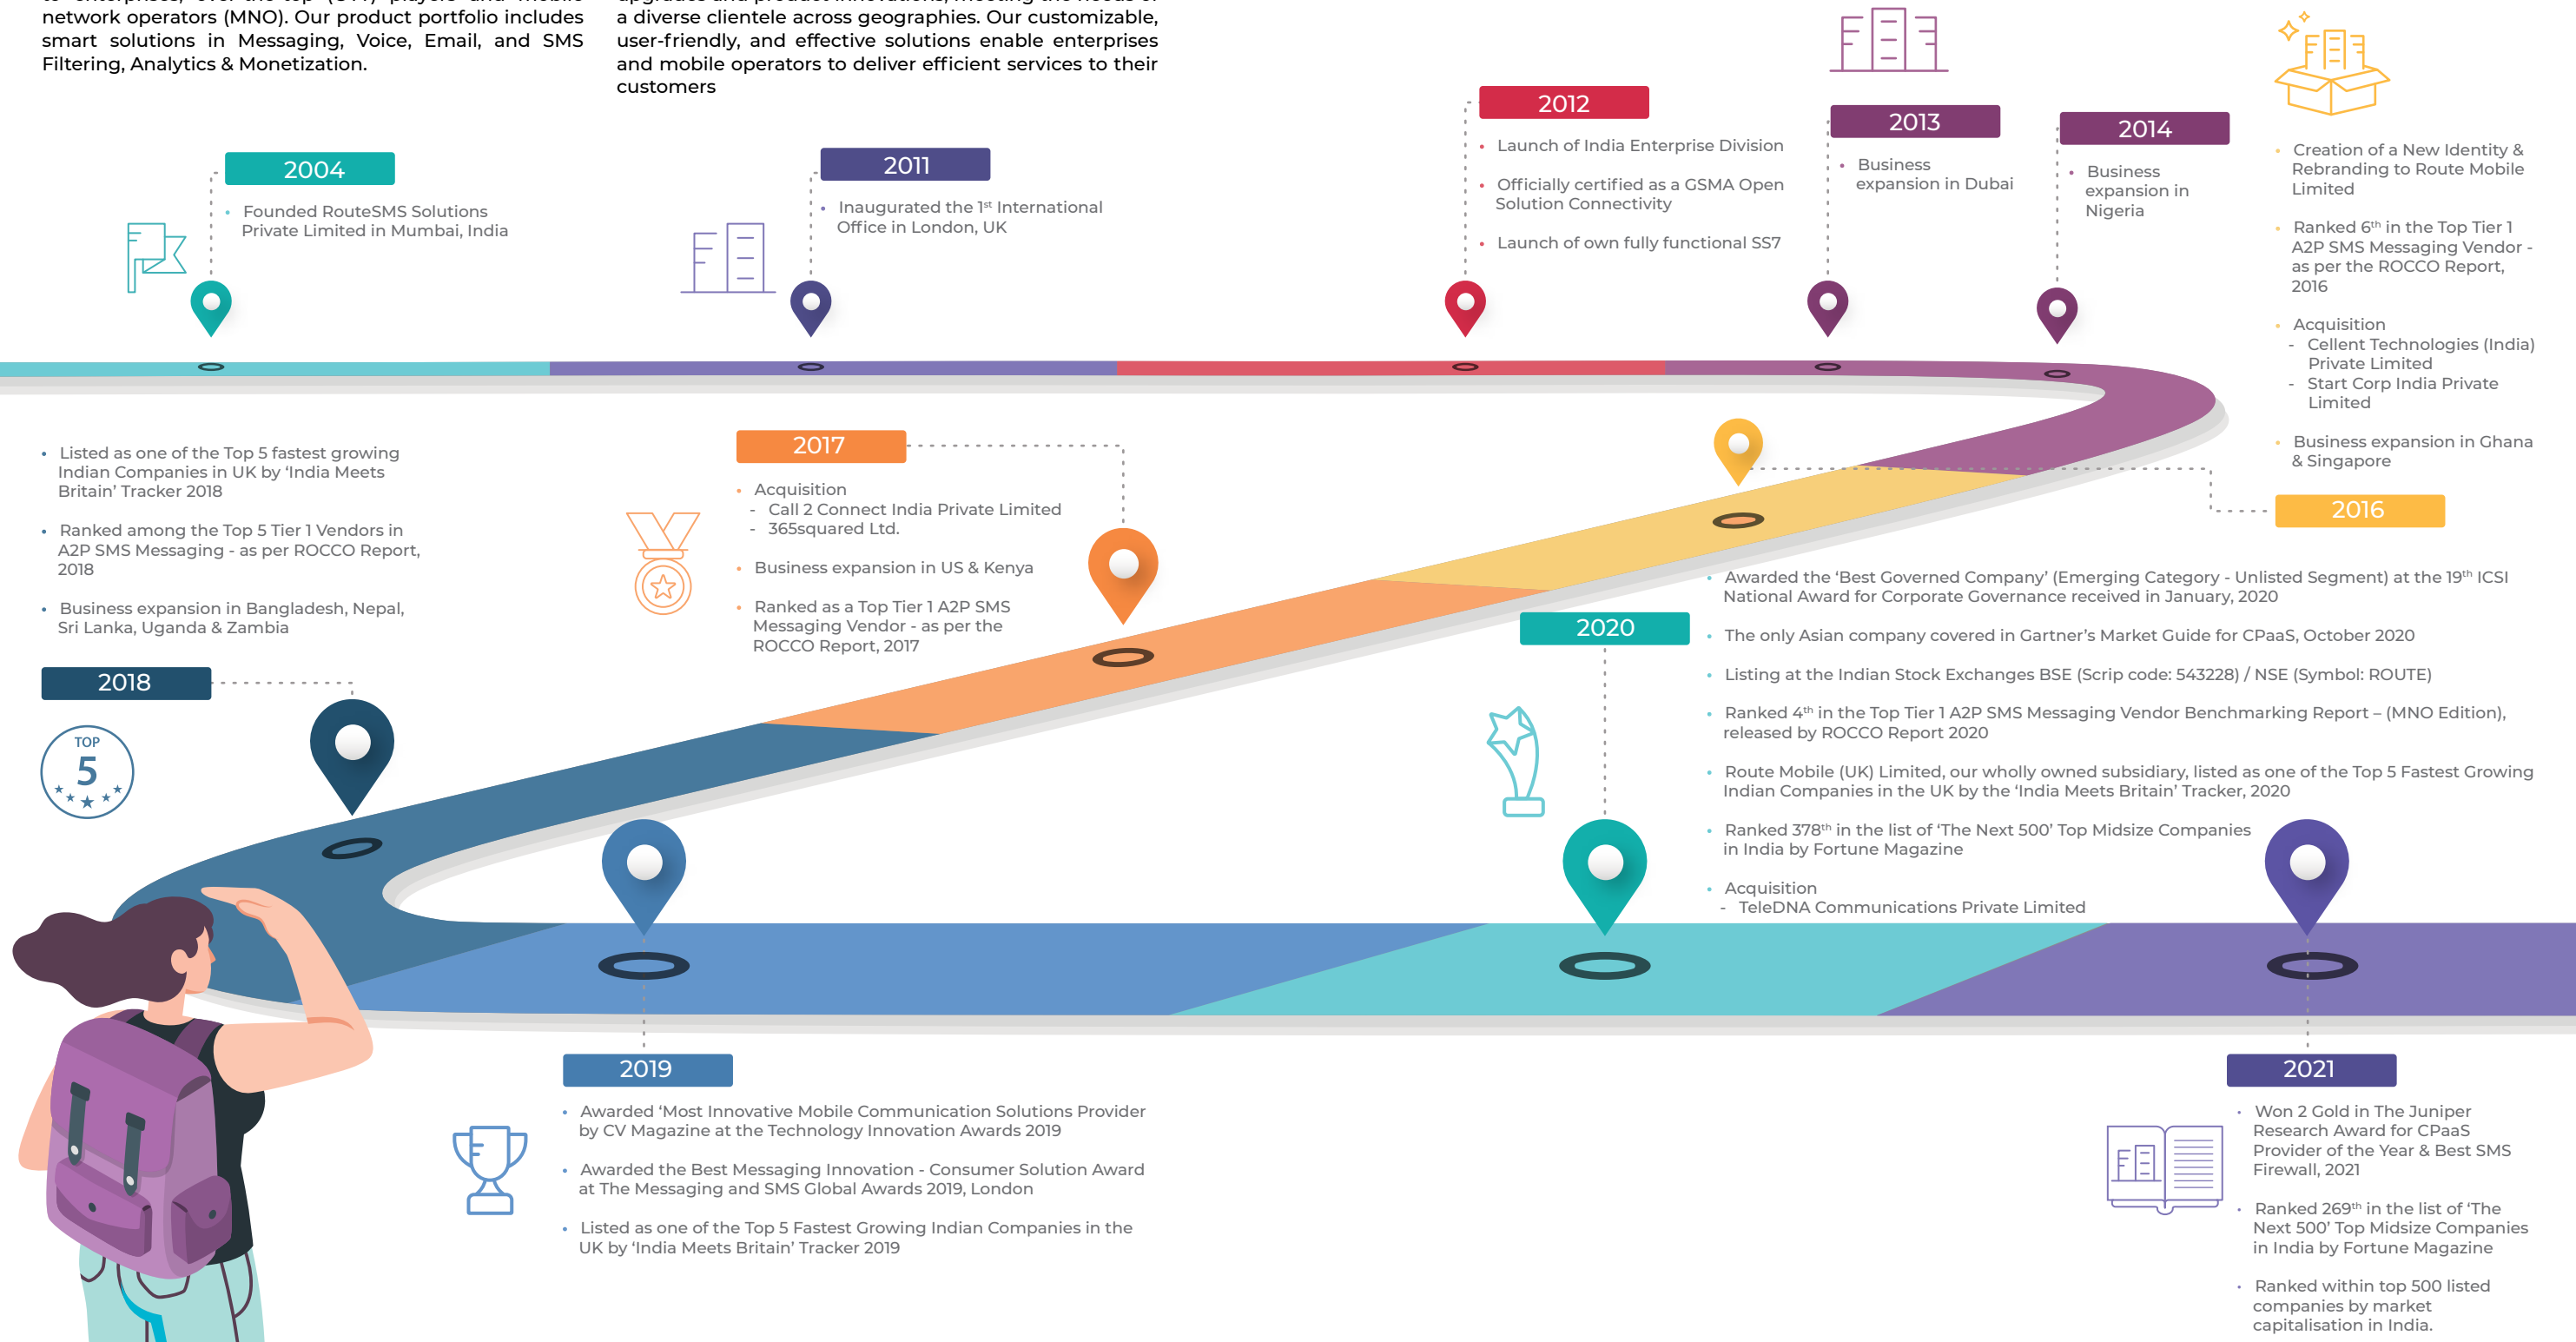 network operators (MNO). Our product portfolio includes
smart solutions in Messaging, Voice, Email, and SMS
Filtering, Analytics & Monetization.
a diverse clientele across geographies. Our customizable,
user-friendly, and effective solutions enable enterprises
and mobile operators to deliver efficient services to their
customers
2004
• Founded RouteSMS Solutions
Private Limited in Mumbai, India
2011
• Inaugurated the 1st International
Office in London, UK
2012
• Launch of India Enterprise Division
• Officially certified as a GSMA Open
Solution Connectivity
• Launch of own fully functional SS7
2013
• Business
expansion in Dubai
2014
• Business
expansion in
Nigeria
• Creation of a New Identity &
Rebranding to Route Mobile
Limited
• Ranked 6th in the Top Tier 1
A2P SMS Messaging Vendor -
as per the ROCCO Report,
2016
• Acquisition
- Cellent Technologies (India)
Private Limited
- Start Corp India Private
Limited
• Business expansion in Ghana
& Singapore
2016
2017
• Acquisition
- Call 2 Connect India Private Limited
- 365squared Ltd.
• Business expansion in US & Kenya
• Ranked as a Top Tier 1 A2P SMS
Messaging Vendor - as per the
ROCCO Report, 2017
• Listed as one of the Top 5 fastest growing
Indian Companies in UK by ‘India Meets
Britain’ Tracker 2018
• Ranked among the Top 5 Tier 1 Vendors in
A2P SMS Messaging - as per ROCCO Report,
2018
• Business expansion in Bangladesh, Nepal,
Sri Lanka, Uganda & Zambia
2018
TOP
5
2019
• Awarded ‘Most Innovative Mobile Communication Solutions Provider
by CV Magazine at the Technology Innovation Awards 2019
• Awarded the Best Messaging Innovation - Consumer Solution Award
at The Messaging and SMS Global Awards 2019, London
• Listed as one of the Top 5 Fastest Growing Indian Companies in the
UK by ‘India Meets Britain’ Tracker 2019
2020
• Awarded the ‘Best Governed Company’ (Emerging Category - Unlisted Segment) at the 19th ICSI
National Award for Corporate Governance received in January, 2020
• The only Asian company covered in Gartner’s Market Guide for CPaaS, October 2020
• Listing at the Indian Stock Exchanges BSE (Scrip code: 543228) / NSE (Symbol: ROUTE)
• Ranked 4th in the Top Tier 1 A2P SMS Messaging Vendor Benchmarking Report – (MNO Edition),
released by ROCCO Report 2020
• Route Mobile (UK) Limited, our wholly owned subsidiary, listed as one of the Top 5 Fastest Growing
Indian Companies in the UK by the ‘India Meets Britain’ Tracker, 2020
• Ranked 378th in the list of ‘The Next 500’ Top Midsize Companies
in India by Fortune Magazine
• Acquisition
- TeleDNA Communications Private Limited
2021
• Won 2 Gold in The Juniper
Research Award for CPaaS
Provider of the Year & Best SMS
Firewall, 2021
• Ranked 269th in the list of ‘The
Next 500’ Top Midsize Companies
in India by Fortune Magazine
• Ranked within top 500 listed
companies by market
capitalisation in India.